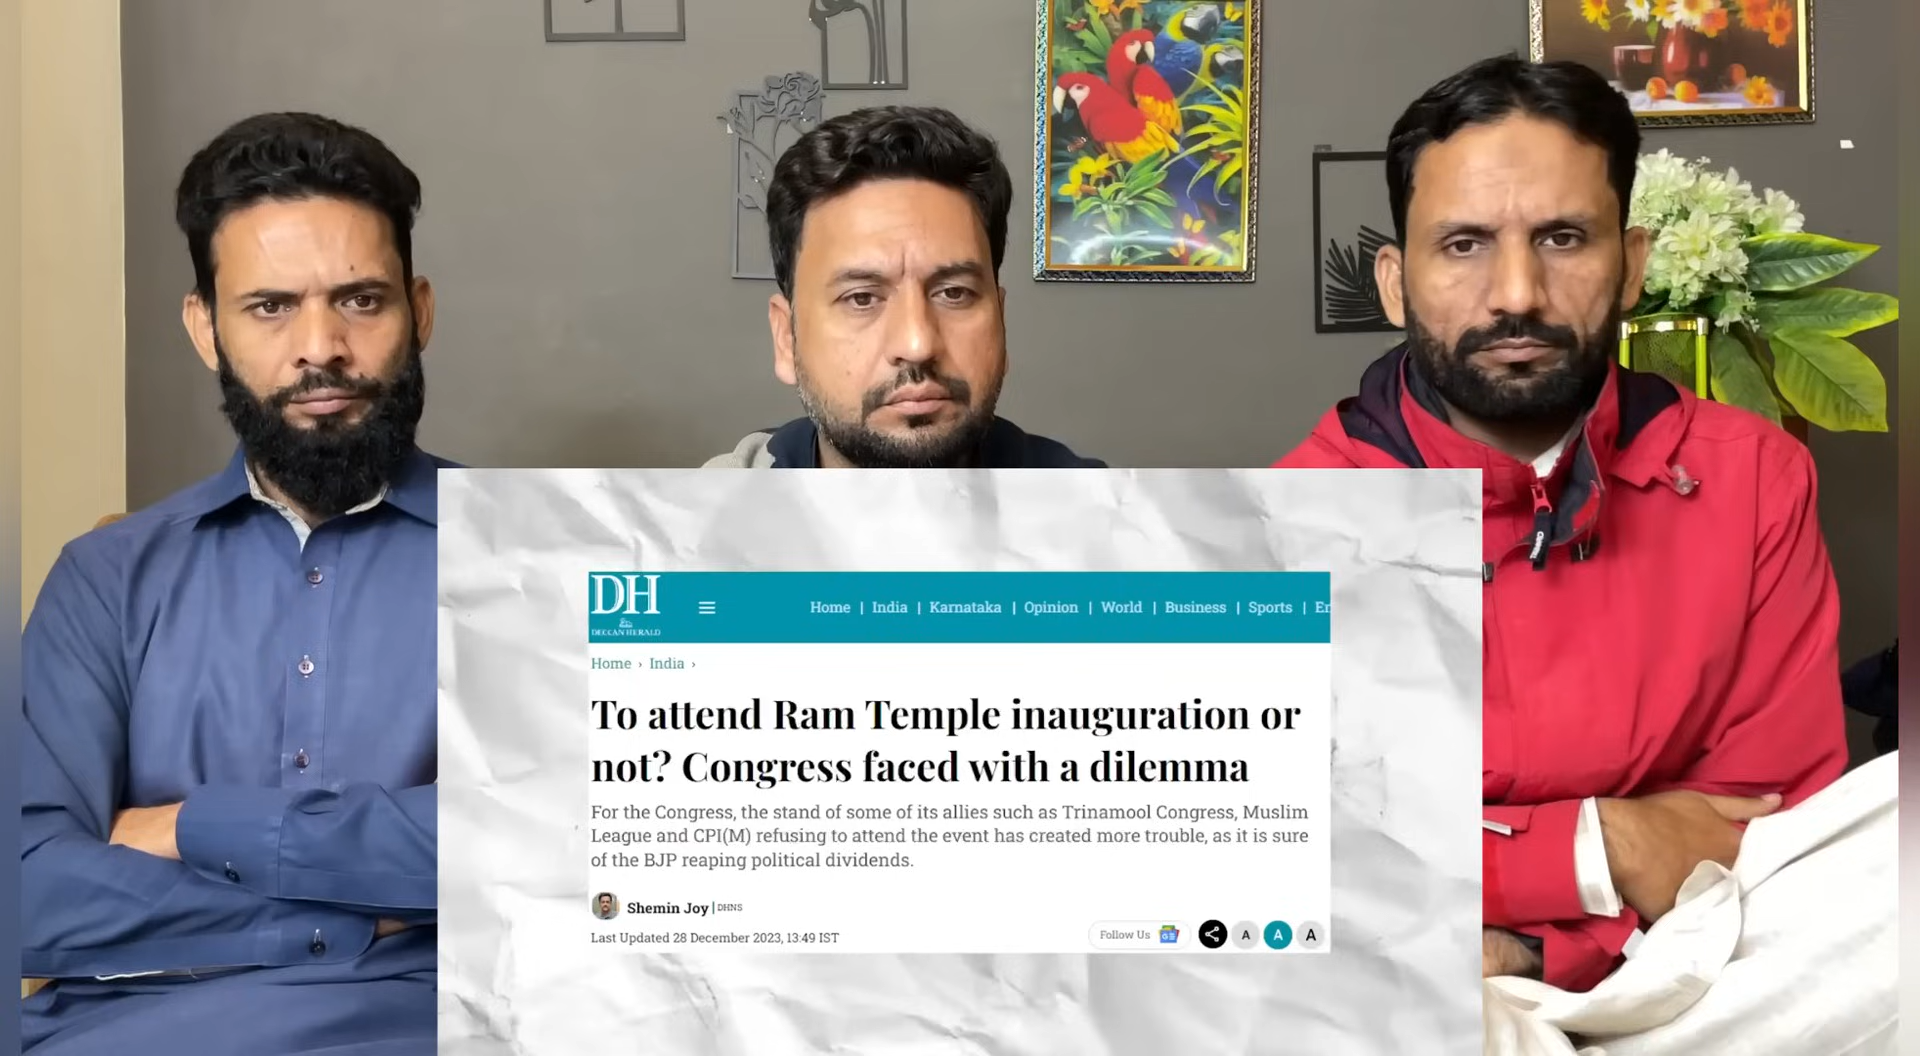 DH
DECCAN HERALD
Home | India | Karnataka | Opinion | World | Business | Sports | En
Home › India ›
To attend Ram Temple inauguration or
not? Congress faced with a dilemma
For the Congress, the stand of some of its allies such as Trinamool Congress, Muslim
League and CPI(M) refusing to attend the event has created more trouble, as it is sure
of the BJP reaping political dividends.
Shemin Joy | DHNS
Last Updated 28 December 2023, 13:49 IST
Follow Us GE A A A